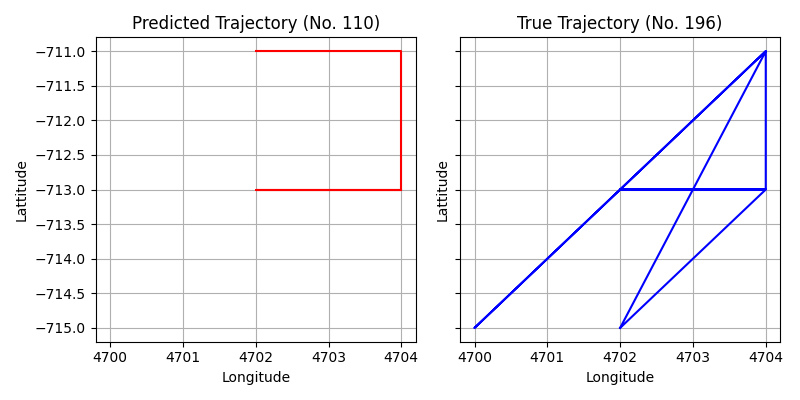 Predicted Trajectory (No. 110)
−711.0
−711.5
−712.0
−712.5
−713.0
−713.5
−714.0
−714.5
−715.0
Lattitude
4700 4701 4702 4703 4704
Longitude
True Trajectory (No. 196)
Lattitude
4700 4701 4702 4703 4704
Longitude